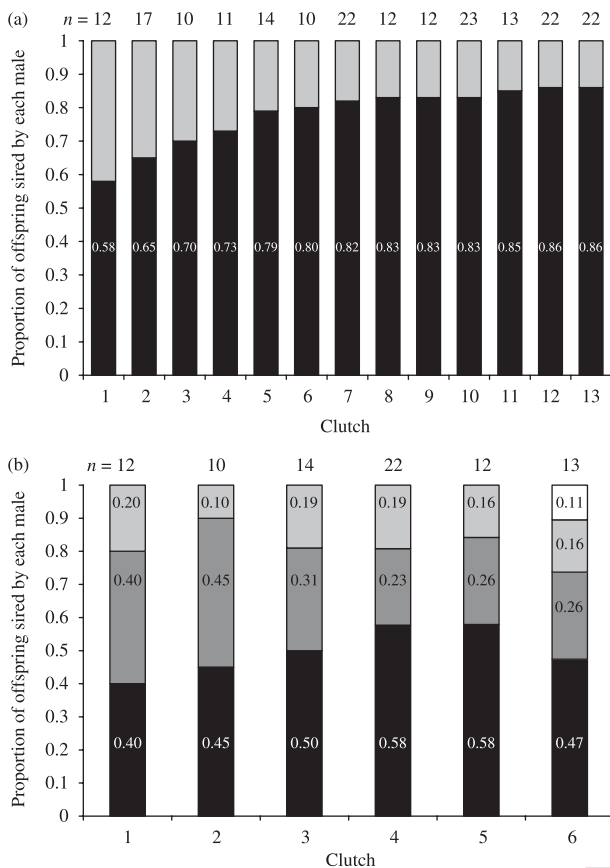 (a)
n = 12 17 10 11 14 10 22 12 12 23 13 22 22
Proportion of offspring sired by each male
1
0.9
0.8
0.7
0.6
0.5
0.4
0.3
0.2
0.1
0
0.58 0.65 0.70 0.73 0.79 0.80 0.82 0.83 0.83 0.83 0.85 0.86 0.86
1 2 3 4 5 6 7 8 9 10 11 12 13
Clutch
(b)
n = 12 10 14 22 12 13
Proportion of offspring sired by each male
1
0.9
0.8
0.7
0.6
0.5
0.4
0.3
0.2
0.1
0
0.20 0.10 0.19 0.19 0.16 0.11
0.16
0.40 0.45 0.31 0.23 0.26 0.26
0.40 0.45 0.50 0.58 0.58 0.47
1 2 3 4 5 6
Clutch